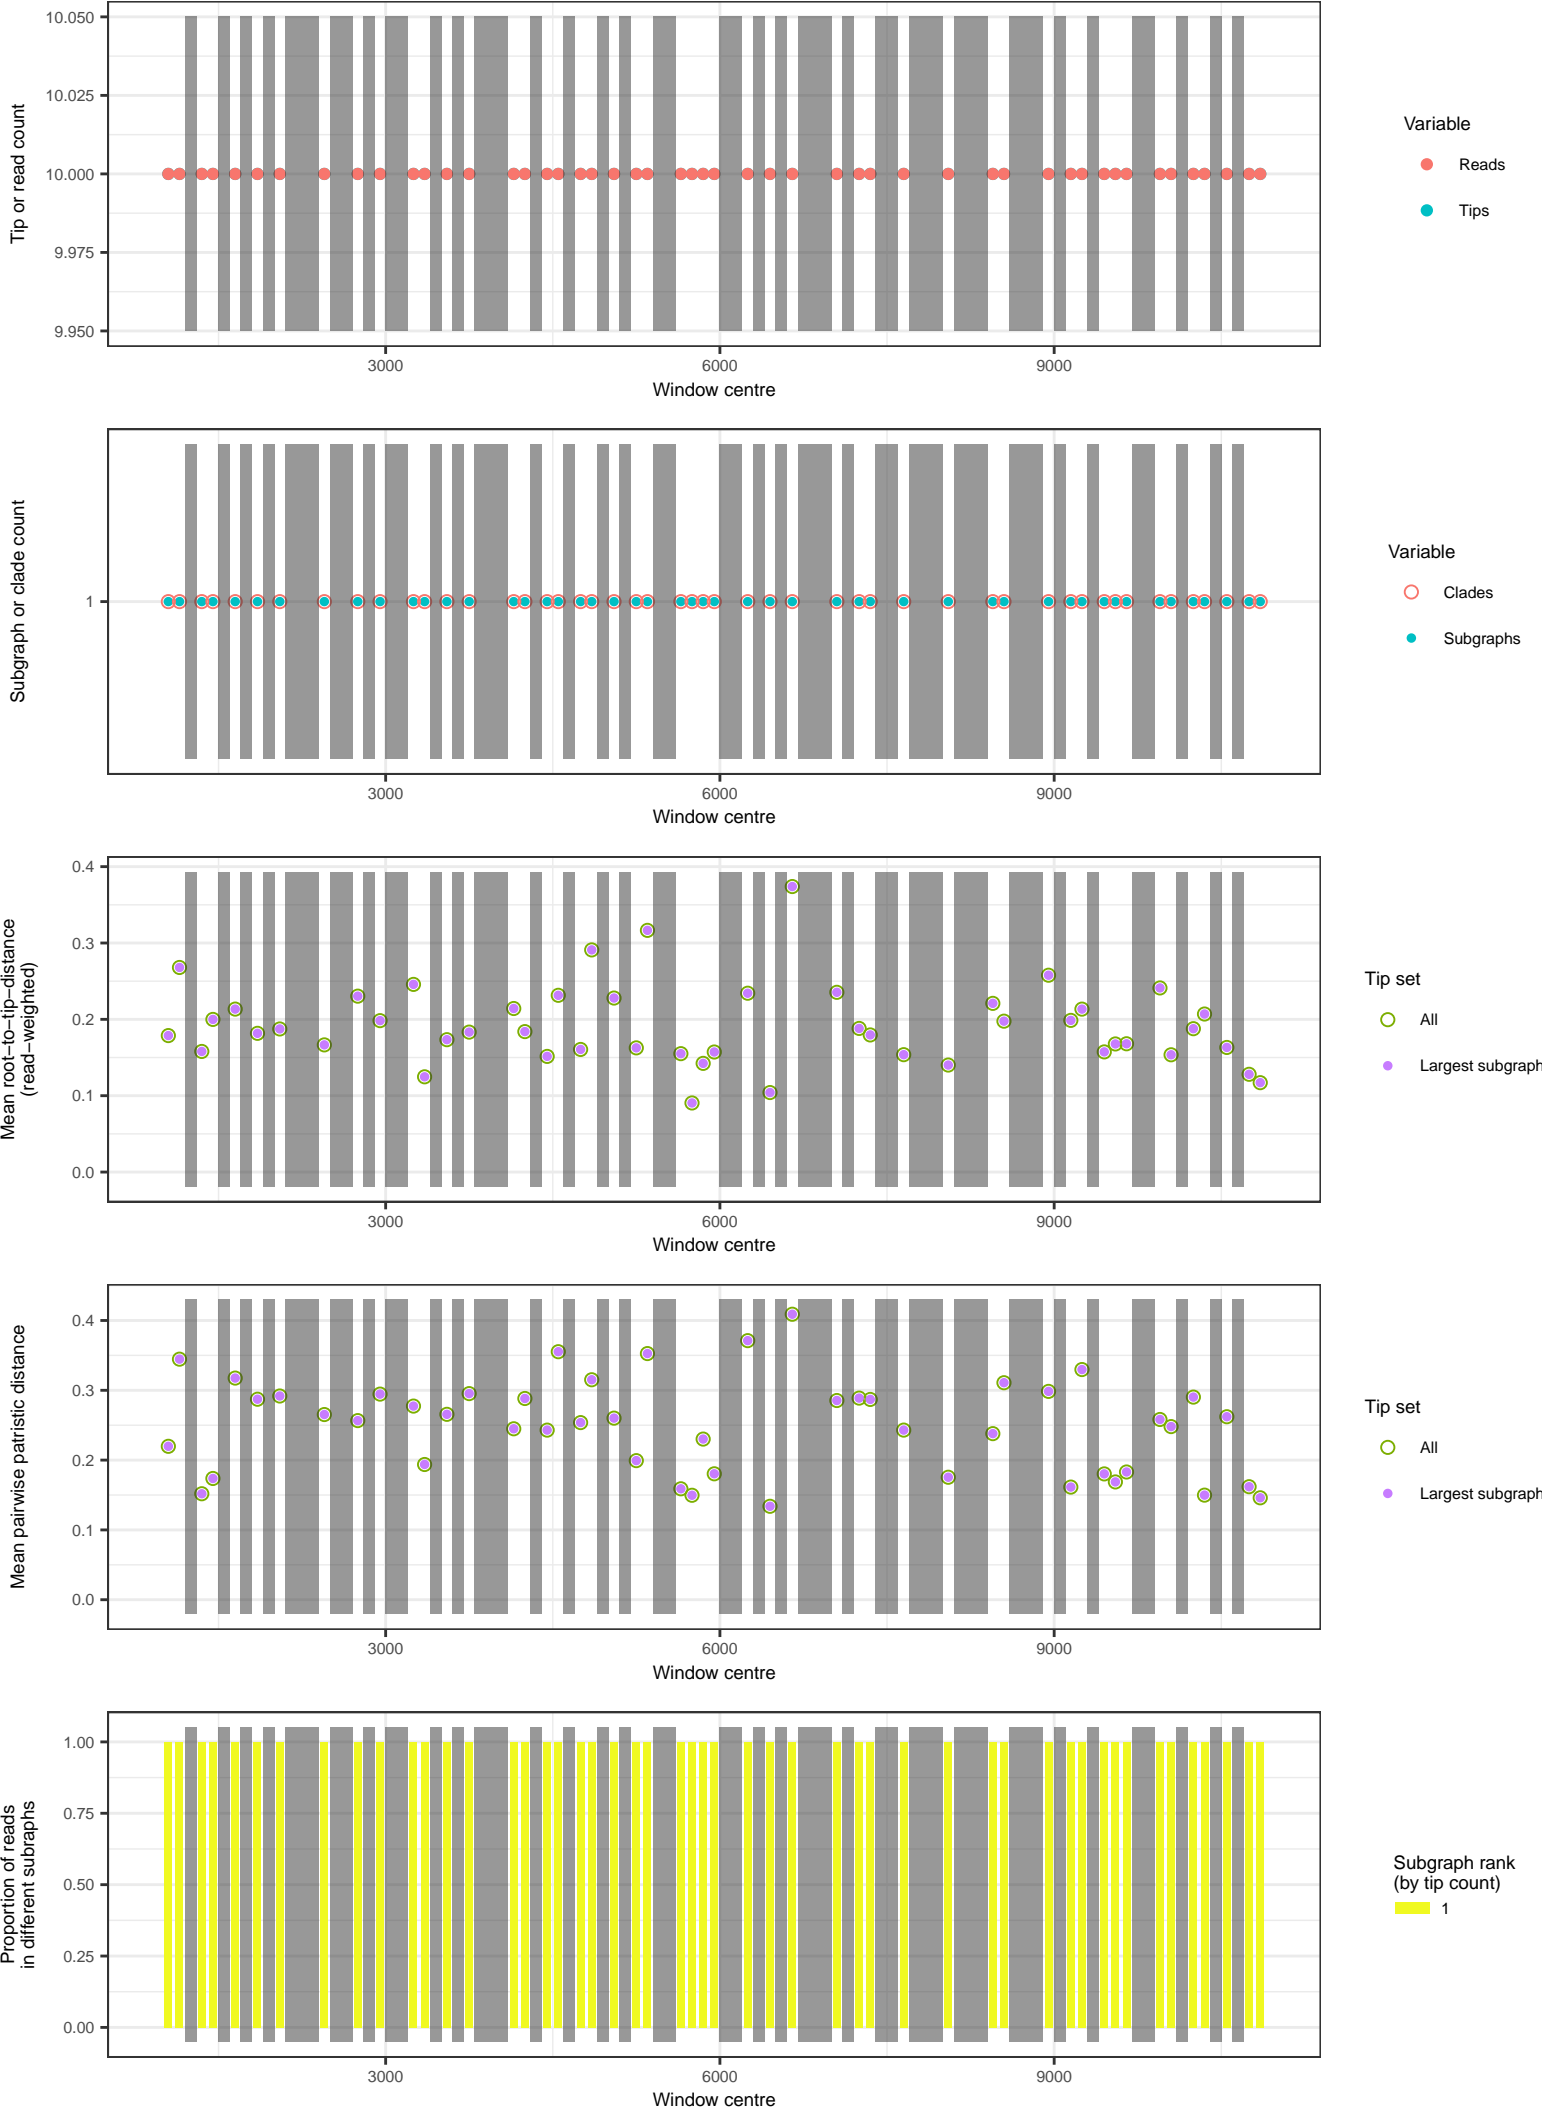 10.050
10.025
10.000
9.975
9.950
Tip or read count
3000
6000
9000
Window centre
Variable
Reads
Tips
1
Subgraph or clade count
3000
6000
9000
Window centre
Variable
Clades
Subgraphs
0.4
0.3
0.2
0.1
0.0
Mean root−to−tip−distance
(read−weighted)
3000
6000
9000
Window centre
Tip set
All
Largest subgraph
0.4
0.3
0.2
0.1
0.0
Mean pairwise patristic distance
3000
6000
9000
Window centre
Tip set
All
Largest subgraph
1.00
0.75
0.50
0.25
0.00
Proportion of reads
in different subraphs
3000
6000
9000
Window centre
Subgraph rank
(by tip count)
1